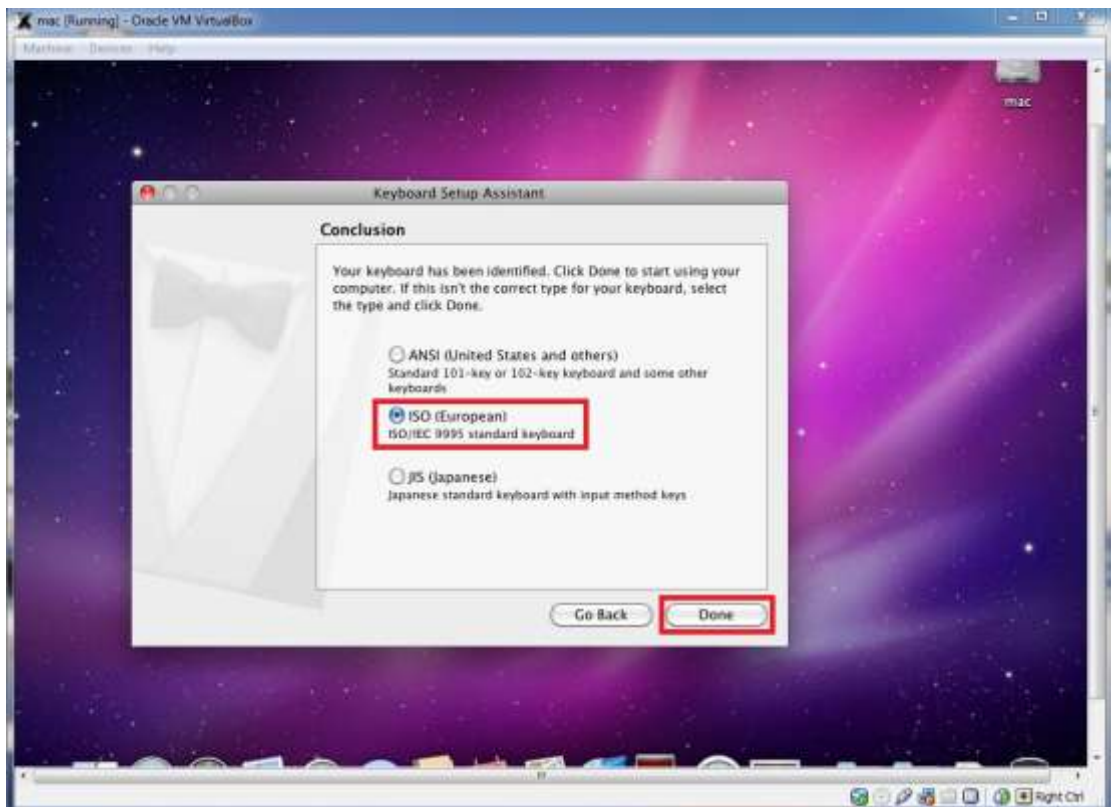 mac [Running] - Oracle VM VirtualBox
Machine Devices Help
mac
Keyboard Setup Assistant
Conclusion
Your keyboard has been identified. Click Done to start using your
computer. If this isn't the correct type for your keyboard, select
the type and click Done.
ANSI (United States and others)
Standard 101-key or 102-key keyboard and some other
keyboards
ISO (European)
ISO/IEC 9995 standard keyboard
JIS (Japanese)
Japanese standard keyboard with input method keys
Go Back
Done
Right Ctrl